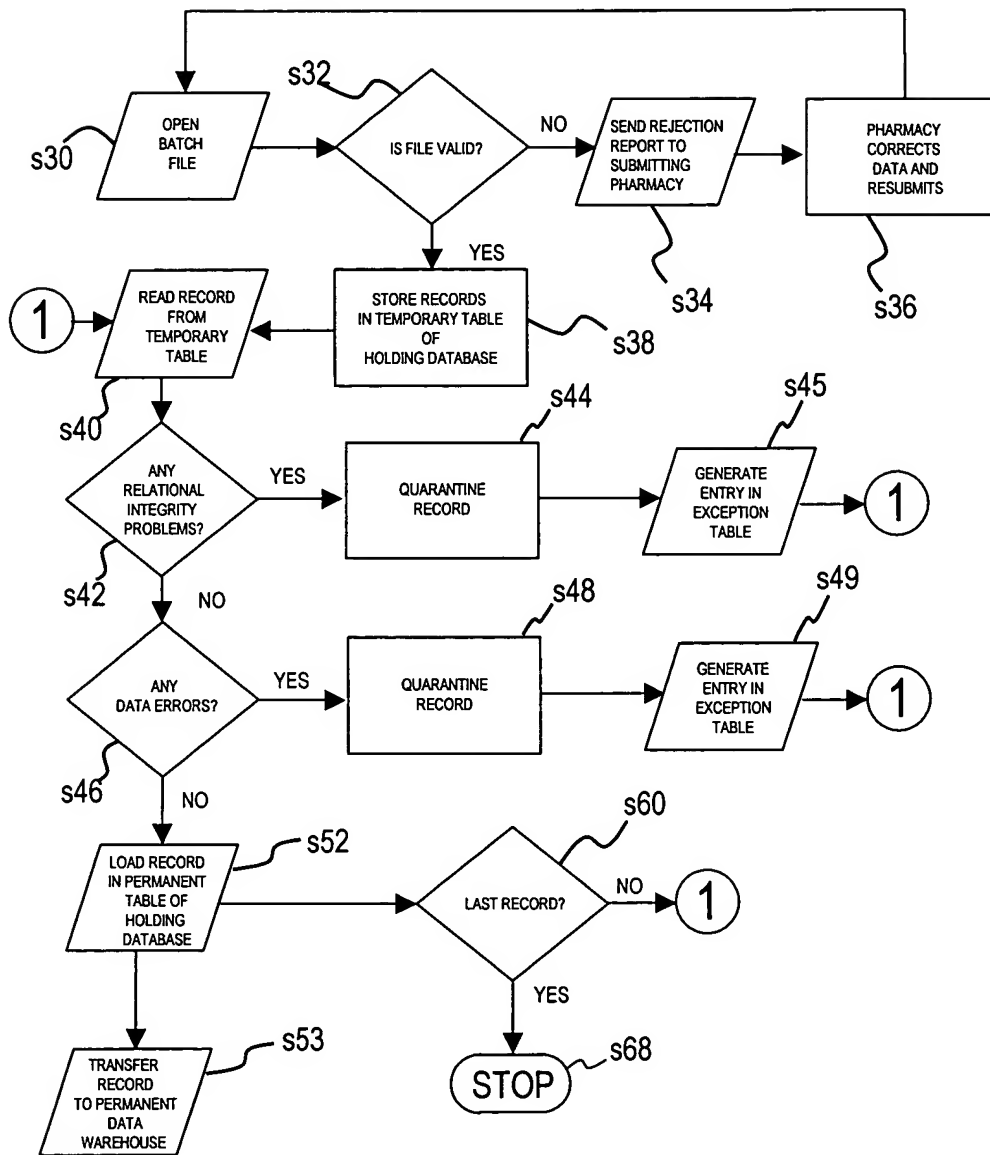 s30
OPEN
BATCH
FILE
s32
IS FILE VALID?
NO
YES
SEND REJECTION
REPORT TO
SUBMITTING
PHARMACY
s34
PHARMACY
CORRECTS
DATA AND
RESUBMITS
s36
STORE RECORDS
IN TEMPORARY TABLE
OF
HOLDING DATABASE
s38
1
READ RECORD
FROM
TEMPORARY
TABLE
s40
ANY
RELATIONAL
INTEGRITY
PROBLEMS?
s42
YES
NO
QUARANTINE
RECORD
s44
GENERATE
ENTRY IN
EXCEPTION
TABLE
s45
1
ANY
DATA ERRORS?
s46
YES
NO
QUARANTINE
RECORD
s48
GENERATE
ENTRY IN
EXCEPTION
TABLE
s49
1
LOAD RECORD
IN PERMANENT
TABLE OF
HOLDING
DATABASE
s52
LAST RECORD?
s60
NO
1
YES
STOP
s68
TRANSFER
RECORD
TO PERMANENT
DATA
WAREHOUSE
s53